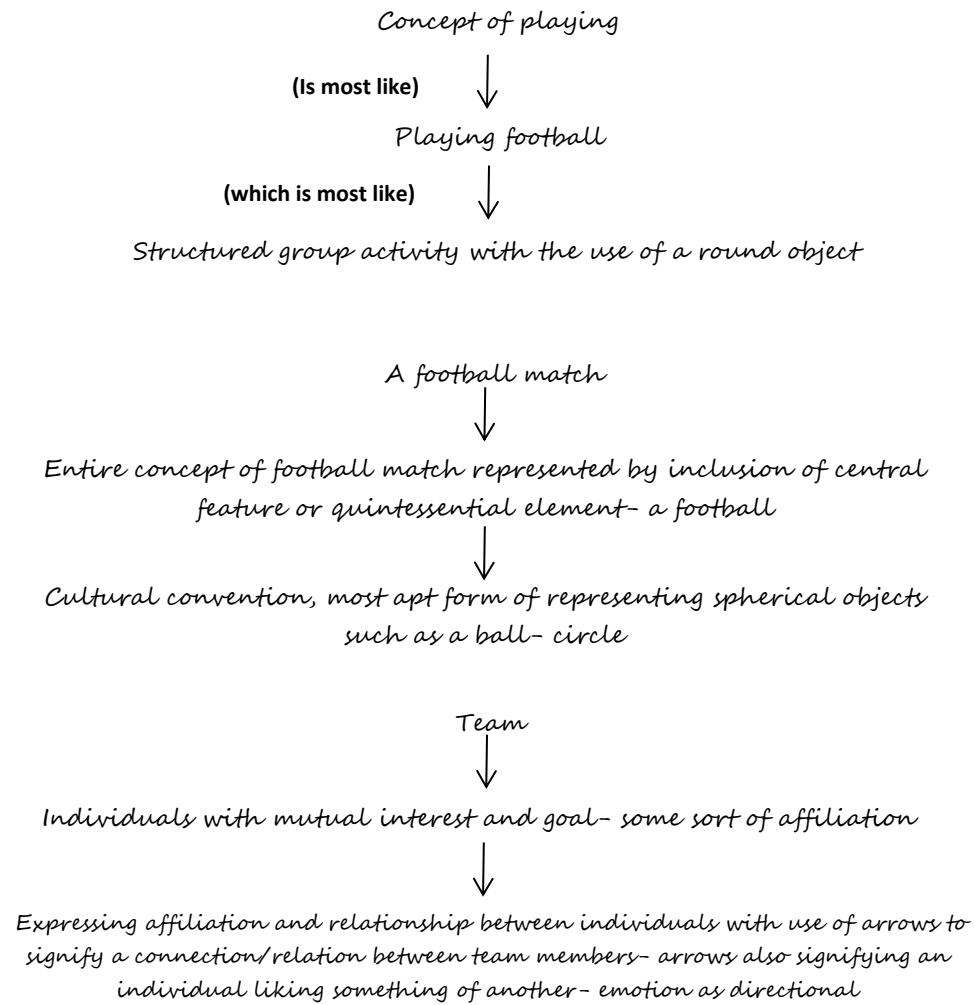 Concept of playing
(Is most like)
Playing football
(which is most like)
Structured group activity with the use of a round object
A football match
Entire concept of football match represented by inclusion of central
feature or quintessential element- a football
Cultural convention, most apt form of representing spherical objects
such as a ball- circle
Team
Individuals with mutual interest and goal- some sort of affiliation
Expressing affiliation and relationship between individuals with use of arrows to
signify a connection/relation between team members- arrows also signifying an
individual liking something of another- emotion as directional